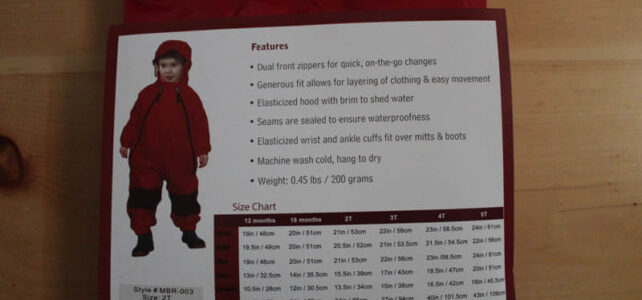 Features
• Dual front zippers for quick, on-the-go changes
• Generous fit allows for layering of clothing & easy movement
• Elasticized hood with brim to shed water
• Seams are sealed to ensure waterproofness
• Elasticized wrist and ankle cuffs fit over mitts & boots
• Machine wash cold, hang to dry
• Weight: 0.45 lbs / 200 grams
Size Chart
12 months 18 months 2T 3T 4T 5T
19in / 48cm 20in / 51cm 21in / 53cm 22in / 56cm 23in / 58.5cm 24in / 61cm
19.5in / 49cm 20in / 51cm 20.5in / 52cm 21in / 53.5cm 21.5in / 54.5cm 22in / 56cm
19in / 48cm 20in / 51cm 21in / 53cm 22in / 56cm 23in /58.5cm 24in / 61cm
13in / 32.5cm 14in / 35.5cm 15.5in / 39cm 17in / 43cm 18.5in / 47cm 20in / 51cm
10.5in / 26cm 12in / 30.5cm 13.5in / 34cm 15in / 38cm 16.5in / 42cm 18in / 45.5cm
40in / 101.5cm 43in / 109cm
Style # MBR-003
Size: 2T